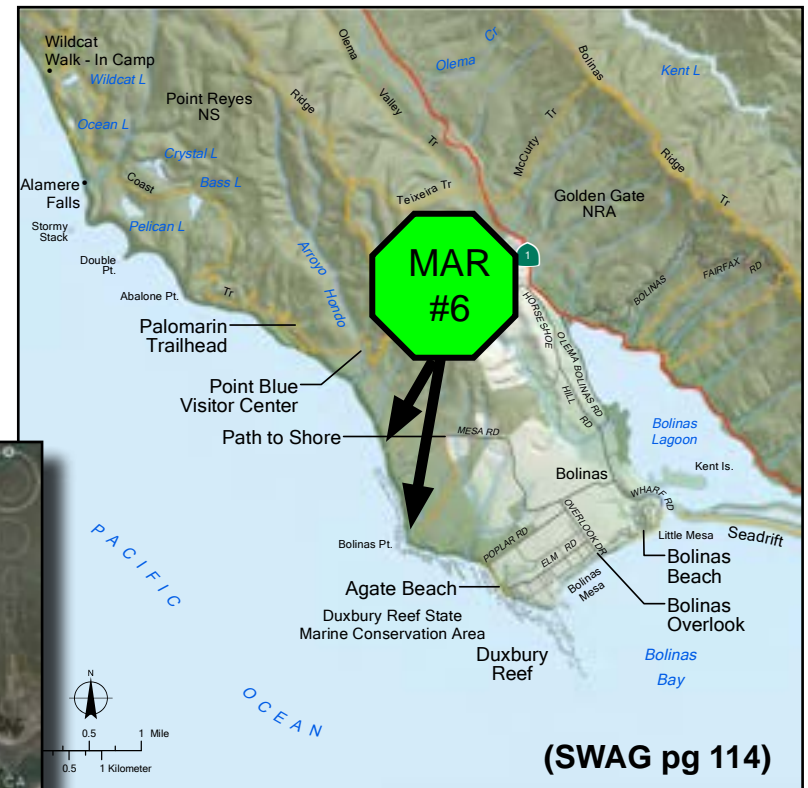 Wildcat
Walk - In Camp
Wildcat L
Olema
Olema Cr
Bolinas
Kent L
Point Reyes
NS
Ridge
Valley
Tr
McCurty
Tr
Ocean L
Crystal L
Coast
Bass L
Ridge
Tr
Teixeira Tr
Golden Gate
NRA
Alamere
Falls
Pelican L
Stormy
Stack
Double
Pt.
Arroyo
Hondo
MAR
#6
1
BOLINAS
FAIRFAX
RD
Abalone Pt.
Tr
Palomarin
Trailhead
HORSESHOE
HILL
RD
OLEMA BOLINAS RD
Point Blue
Visitor Center
Path to Shore
MESA RD
Bolinas
Lagoon
Kent Is.
Bolinas
WHARF RD
OVERLOOK DR
Little Mesa
Seadrift
PACIFIC
Bolinas Pt.
POPLAR RD
ELM RD
Bolinas
Beach
Agate Beach
Bolinas
Mesa
Bolinas
Overlook
Duxbury Reef State
Marine Conservation Area
Duxbury
Reef
Bolinas
Bay
OCEAN
N
0.5
1 Mile
0.5
1 Kilometer
(SWAG pg 114)